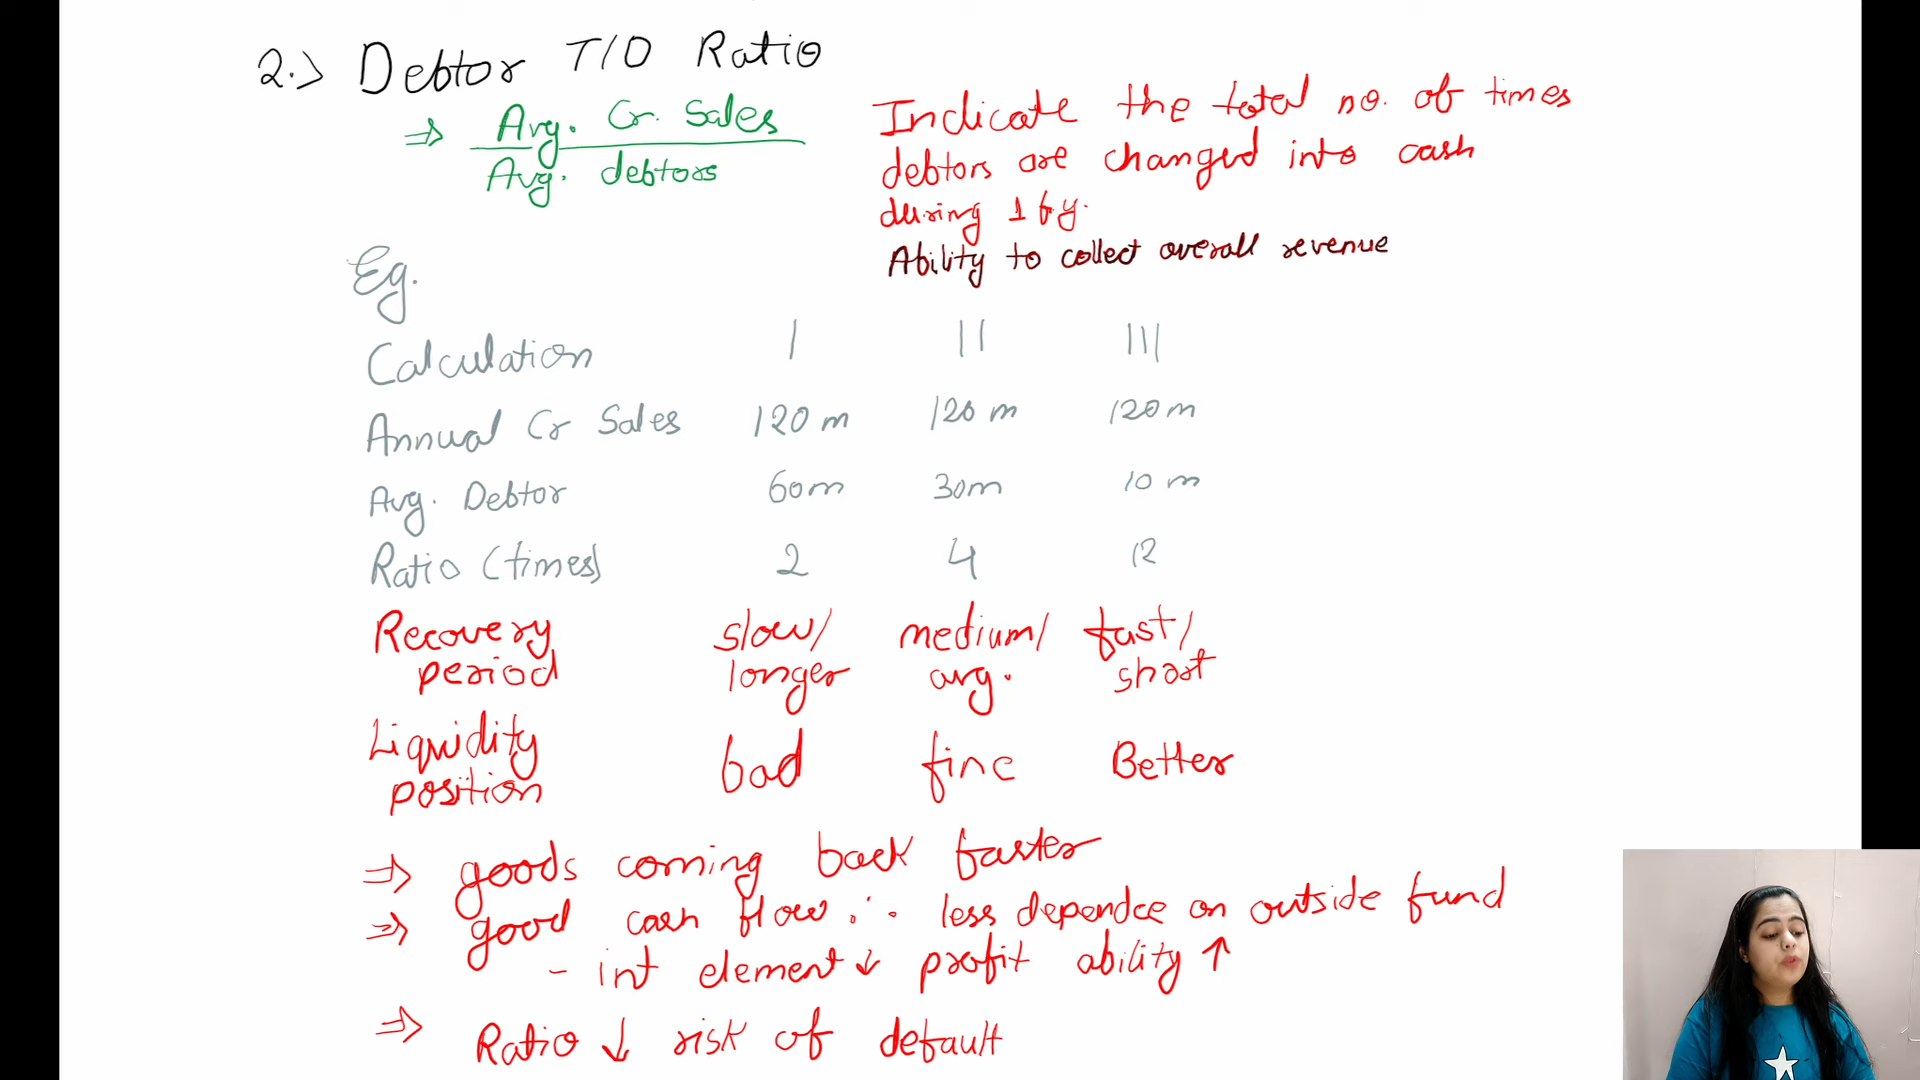 2.> Debtor T/O Ratio
⇒ Avg. Cr. Sales
Avg. debtors
Indicate the total no. of times
debtors are changed into cash
during 1 f.y.
Ability to collect overall revenue
Eg.
Calculation | || |||
Annual Cr Sales 120 m 120 m 120 m
Avg. Debtor 60m 30m 10 m
Ratio (times) 2 4 12
Recovery period slow/ longer medium/ avg. fast/ short
Liquidity position bad fine Better
⇒ goods coming back faster
⇒ good cash flow ∴ less dependce on outside fund
- int element ↓ profit ability ↑
⇒ Ratio ↓ risk of default